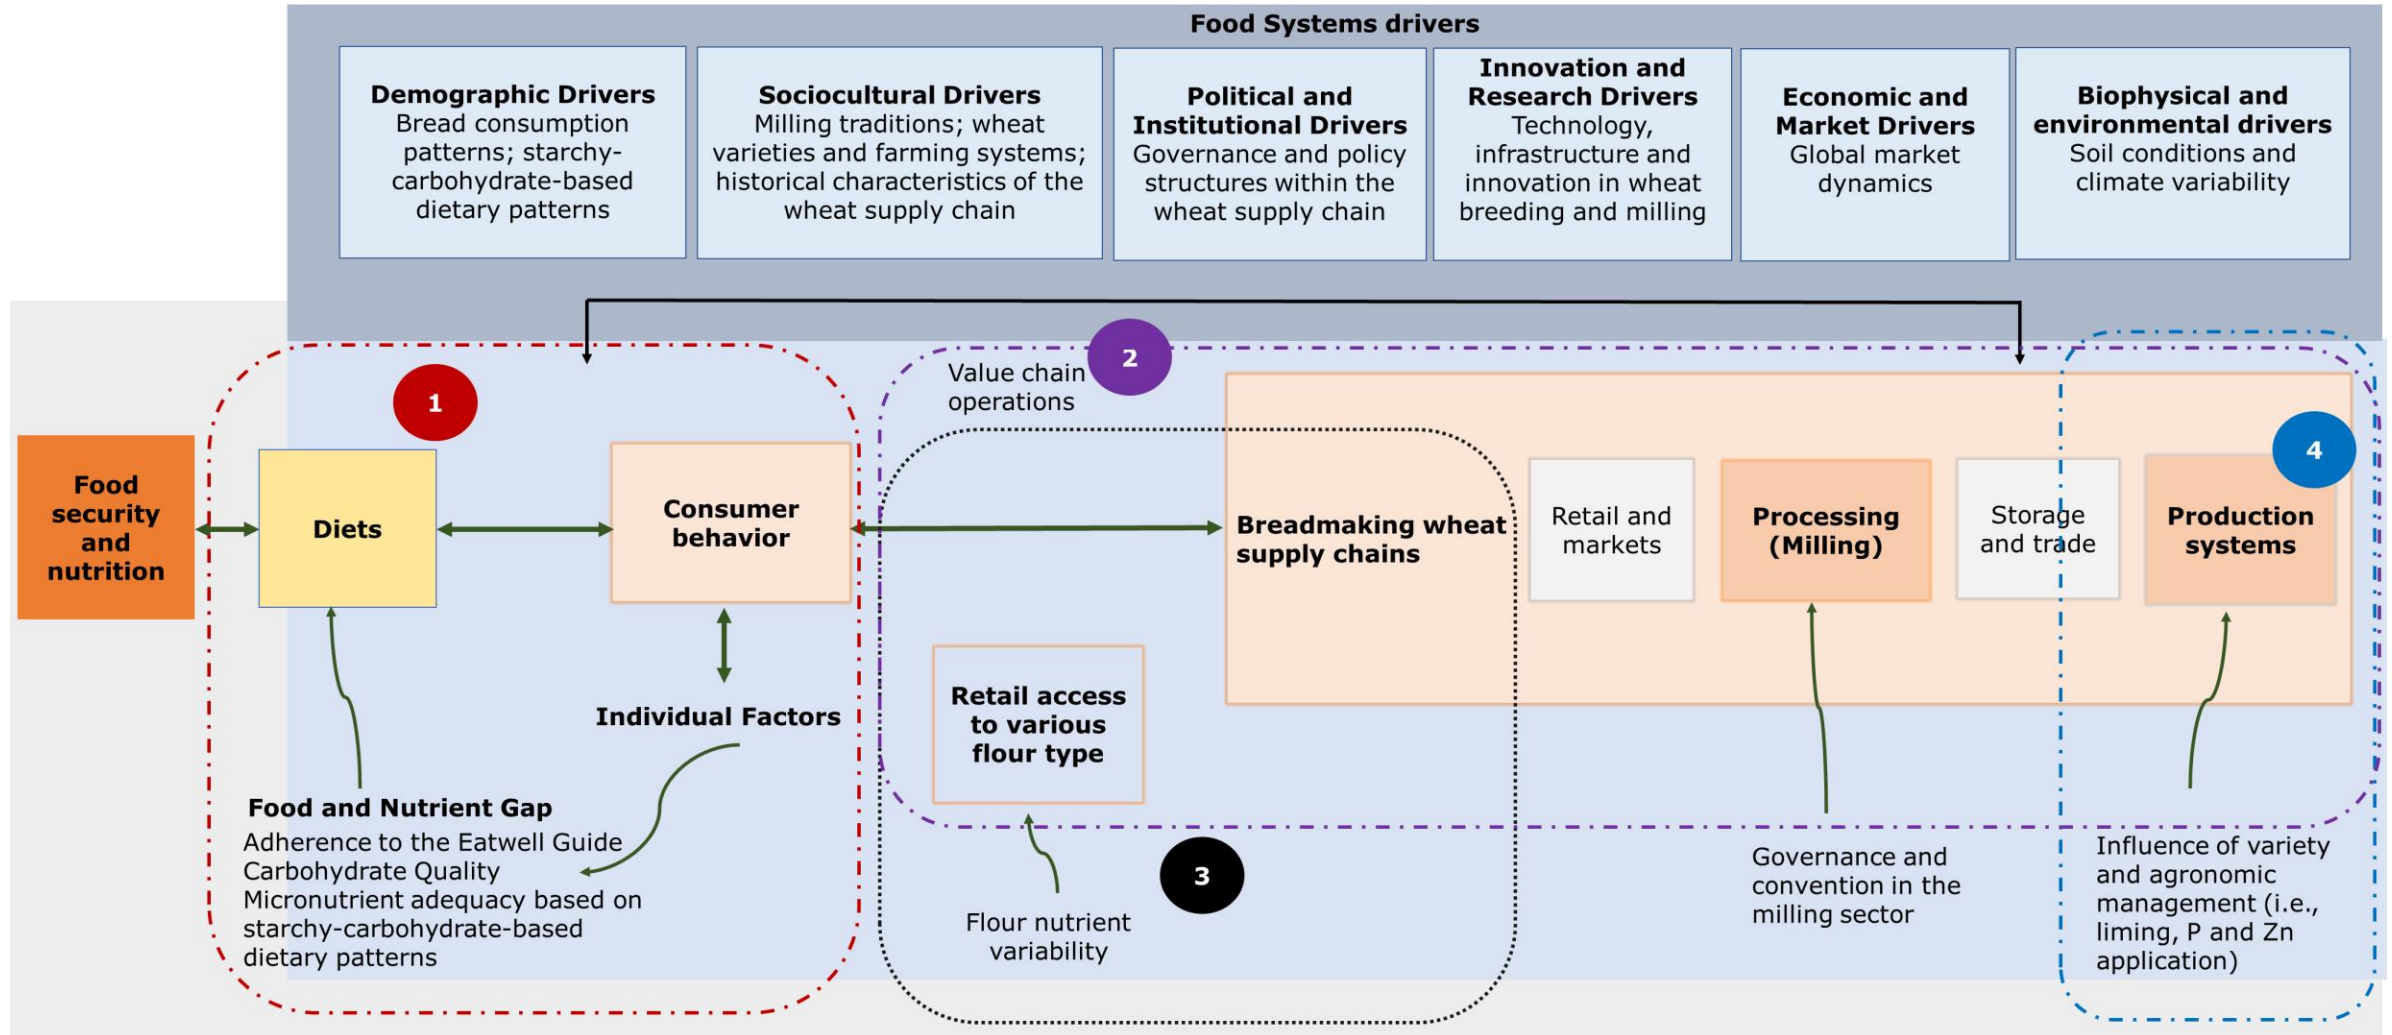 Food Systems drivers
Demographic Drivers
Bread consumption
patterns; starchy-
carbohydrate-based
dietary patterns
Sociocultural Drivers
Milling traditions; wheat
varieties and farming systems;
historical characteristics of the
wheat supply chain
Political and
Institutional Drivers
Governance and policy
structures within the
wheat supply chain
Innovation and
Research Drivers
Technology,
infrastructure and
innovation in wheat
breeding and milling
Economic and
Market Drivers
Global market
dynamics
Biophysical and
environmental drivers
Soil conditions and
climate variability
1
2
Value chain
operations
4
Food
security
and
nutrition
Diets
Consumer
behavior
Breadmaking wheat
supply chains
Retail and
markets
Processing
(Milling)
Storage
and trade
Production
systems
Individual Factors
Retail access
to various
flour type
Food and Nutrient Gap
Adherence to the Eatwell Guide
Carbohydrate Quality
Micronutrient adequacy based on
starchy-carbohydrate-based
dietary patterns
3
Flour nutrient
variability
Governance and
convention in the
milling sector
Influence of variety
and agronomic
management (i.e.,
liming, P and Zn
application)